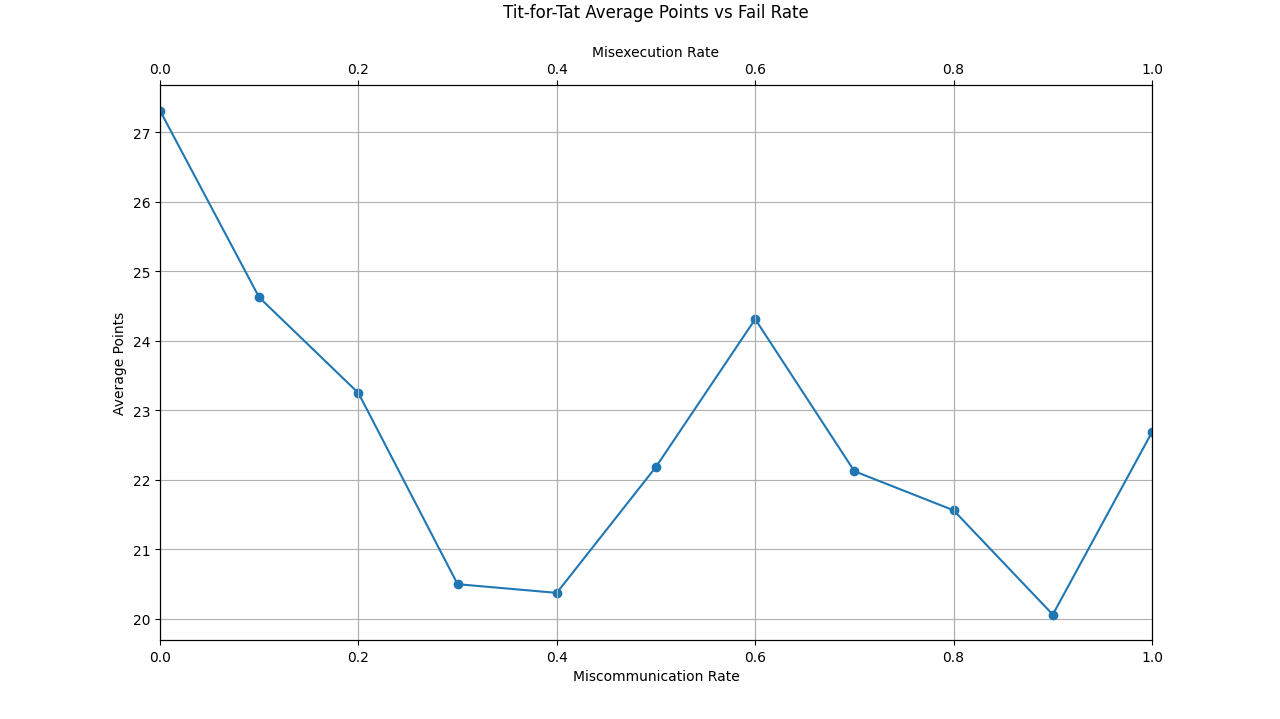 Tit-for-Tat Average Points vs Fail Rate
Misexecution Rate
0.0 0.2 0.4 0.6 0.8 1.0
27
26
25
24
23
22
21
20
Average Points
0.0 0.2 0.4 0.6 0.8 1.0
Miscommunication Rate